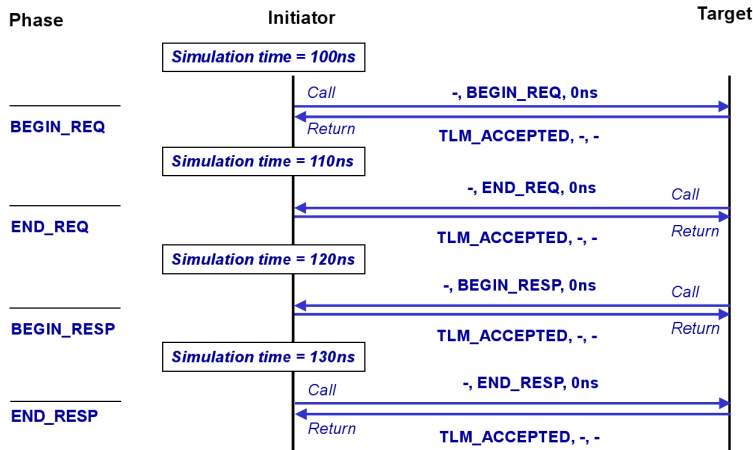 Phase
Initiator
Target
Simulation time = 100ns
Call
-, BEGIN_REQ, 0ns
BEGIN_REQ
Return
TLM_ACCEPTED, -, -
Simulation time = 110ns
-, END_REQ, 0ns
Call
END_REQ
TLM_ACCEPTED, -, -
Return
Simulation time = 120ns
-, BEGIN_RESP, 0ns
Call
BEGIN_RESP
TLM_ACCEPTED, -, -
Return
Simulation time = 130ns
Call
-, END_RESP, 0ns
END_RESP
Return
TLM_ACCEPTED, -, -